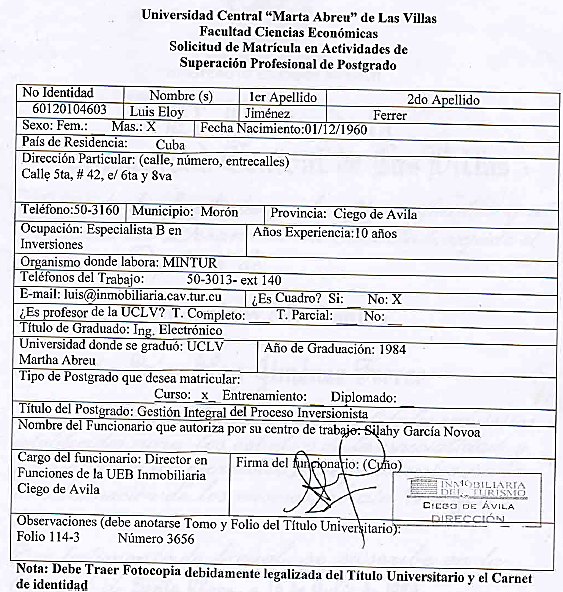 Universidad Central “Marta Abreu” de Las Villas
Facultad Ciencias Económicas
Solicitud de Matrícula en Actividades de
Superación Profesional de Postgrado
No Identidad Nombre (s) 1er Apellido 2do Apellido
60120104603 Luis Eloy Jiménez Ferrer
Sexo: Fem.: Mas.: X Fecha Nacimiento:01/12/1960
País de Residencia: Cuba
Dirección Particular: (calle, número, entrecalles)
Calle 5ta, # 42, e/ 6ta y 8va
Teléfono:50-3160 Municipio: Morón Provincia: Ciego de Avila
Ocupación: Especialista B en
Inversiones
Años Experiencia:10 años
Organismo donde labora: MINTUR
Teléfonos del Trabajo: 50-3013- ext 140
E-mail: luis@inmobiliaria.cav.tur.cu ¿Es Cuadro? Si: No: X
¿Es profesor de la UCLV? T. Completo: ___ T. Parcial: ___ No: ___
Título de Graduado: Ing. Electrónico
Universidad donde se graduó: UCLV
Martha Abreu
Año de Graduación: 1984
Tipo de Postgrado que desea matricular:
Curso: _x_ Entrenamiento: ___ Diplomado: ___
Título del Postgrado: Gestión Integral del Proceso Inversionista
Nombre del Funcionario que autoriza por su centro de trabajo: Silahy García Novoa
Cargo del funcionario: Director en
Funciones de la UEB Inmobiliaria
Ciego de Avila
Firma del funcionario: (Cuño)
INMOBILIARIA
DEL TURISMO
CIEGO DE ÁVILA
DIRECCIÓN
Observaciones (debe anotarse Tomo y Folio del Título Universitario):
Folio 114-3 Número 3656
Nota: Debe Traer Fotocopia debidamente legalizada del Título Universitario y el Carnet
de identidad